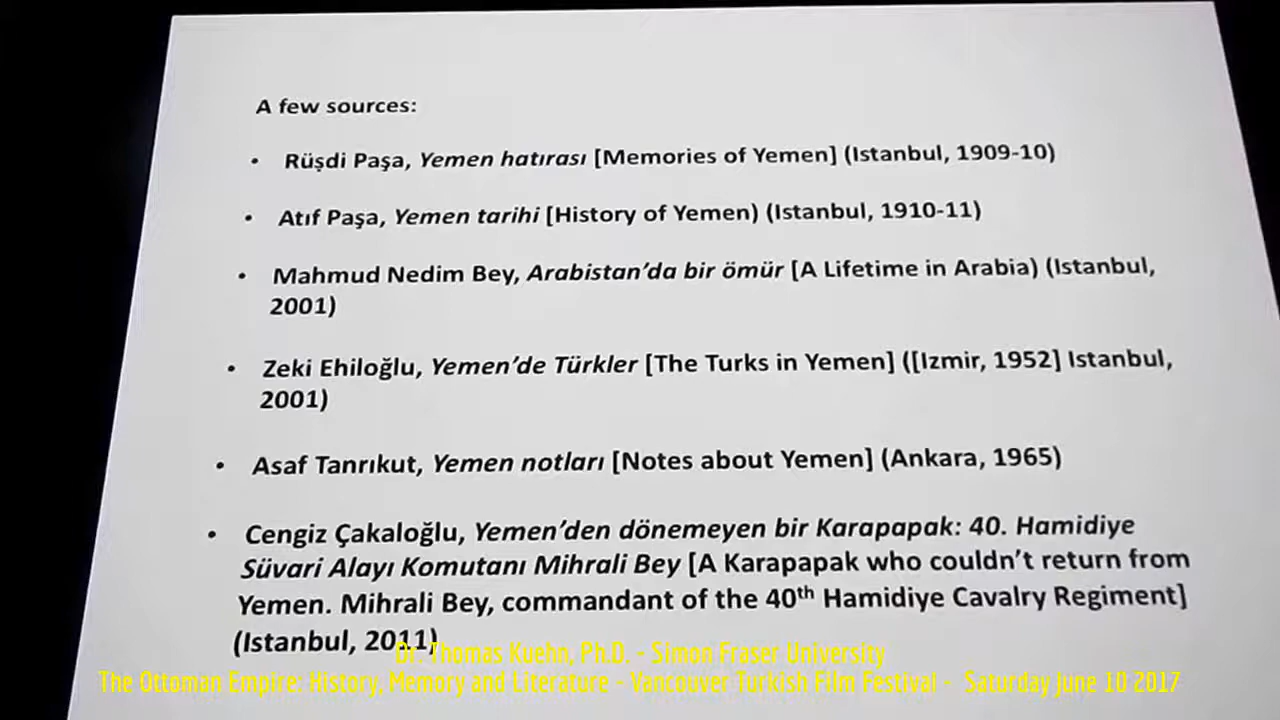 A few sources:
• Rüşdi Paşa, Yemen hatırası [Memories of Yemen] (Istanbul, 1909-10)
• Atıf Paşa, Yemen tarihi [History of Yemen) (Istanbul, 1910-11)
• Mahmud Nedim Bey, Arabistan’da bir ömür [A Lifetime in Arabia) (Istanbul,
2001)
• Zeki Ehiloğlu, Yemen’de Türkler [The Turks in Yemen] ([Izmir, 1952] Istanbul,
2001)
• Asaf Tanrıkut, Yemen notları [Notes about Yemen] (Ankara, 1965)
• Cengiz Çakaloğlu, Yemen’den dönemeyen bir Karapapak: 40. Hamidiye
Süvari Alayı Komutanı Mihrali Bey [A Karapapak who couldn’t return from
Yemen. Mihrali Bey, commandant of the 40th Hamidiye Cavalry Regiment]
(Istanbul, 2011)
Dr. Thomas Kuehn, Ph.D. - Simon Fraser University
The Ottoman Empire: History, Memory and Literature - Vancouver Turkish Film Festival - Saturday June 10 2017